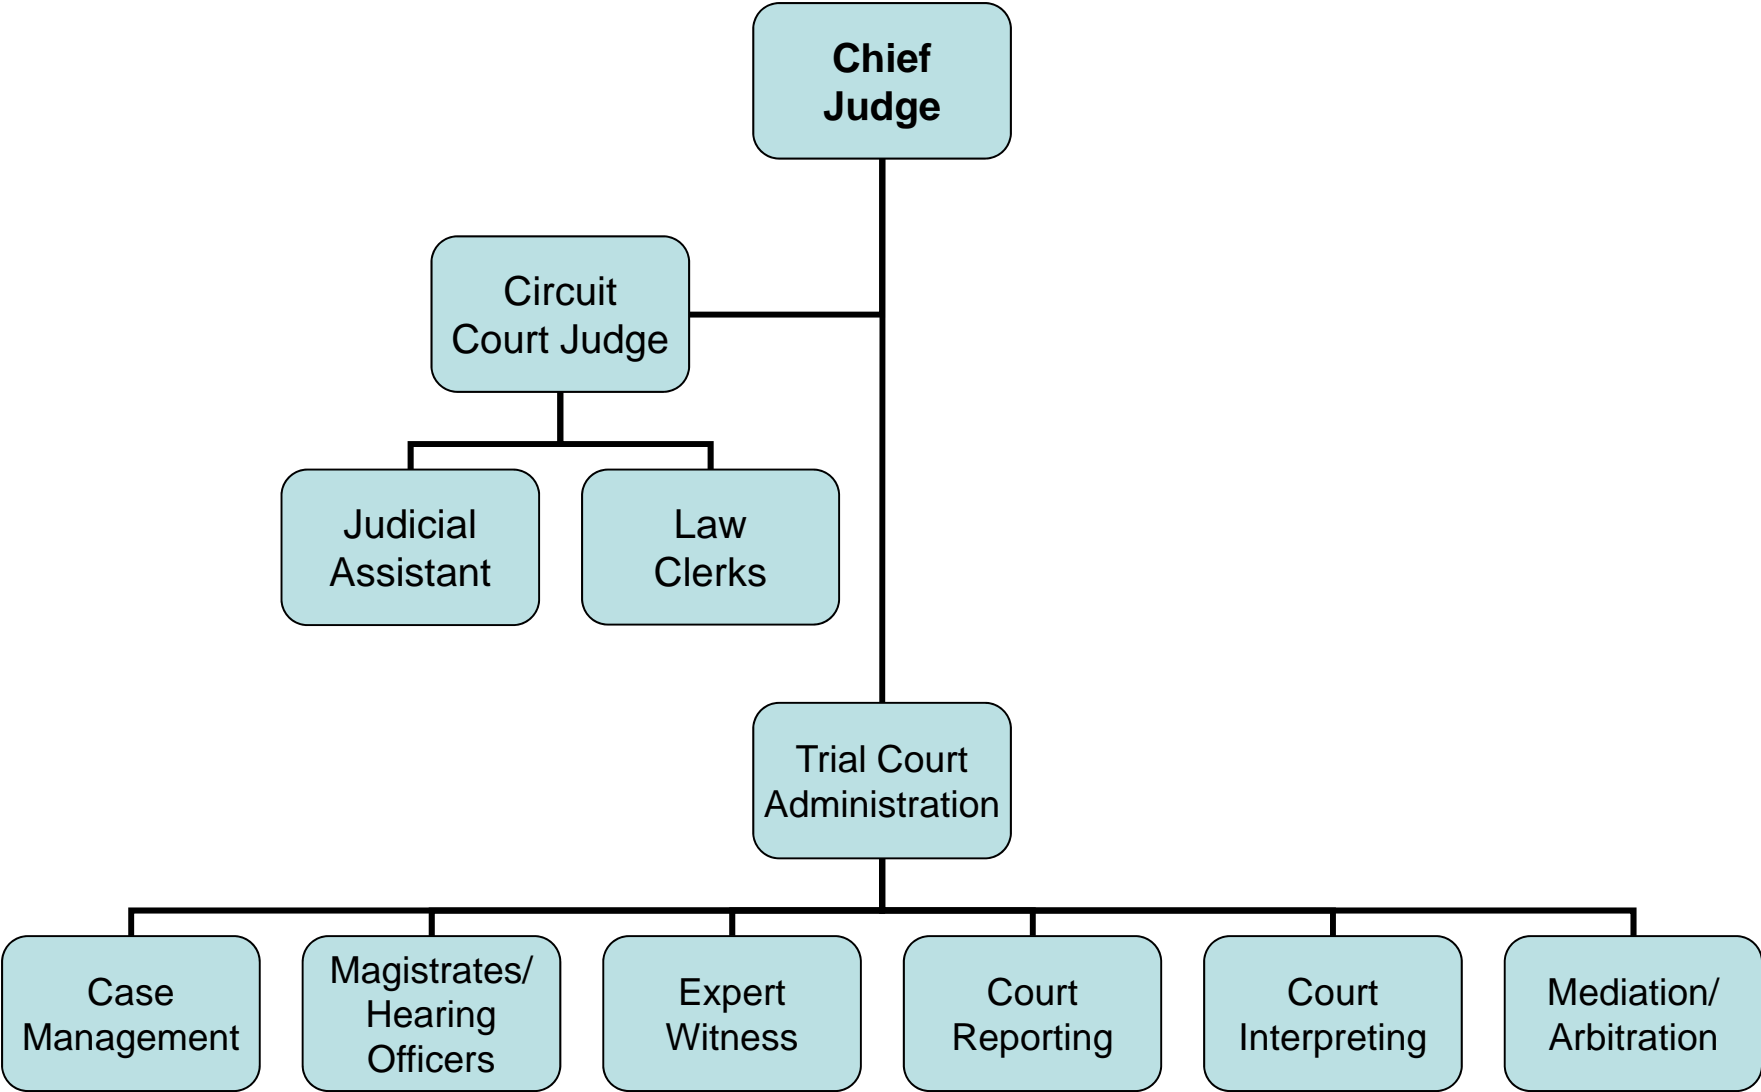 Chief
Judge
Circuit
Court Judge
Judicial
Assistant
Law
Clerks
Trial Court
Administration
Case
Management
Magistrates/
Hearing
Officers
Expert
Witness
Court
Reporting
Court
Interpreting
Mediation/
Arbitration